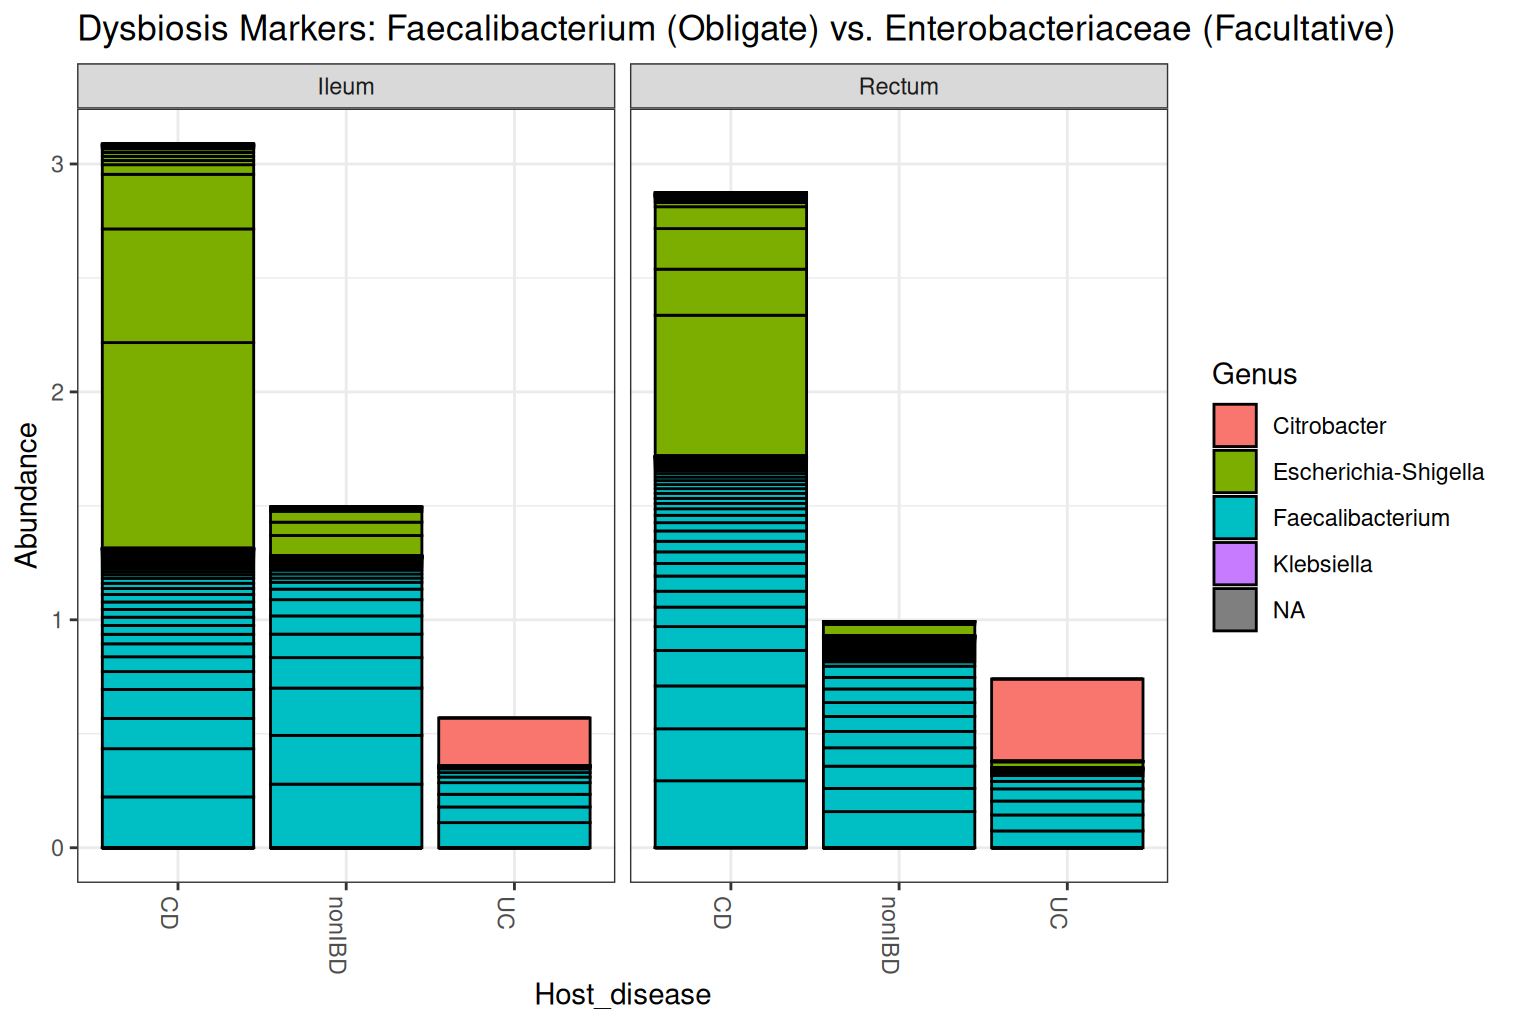 Dysbiosis Markers: Faecalibacterium (Obligate) vs. Enterobacteriaceae (Facultative)
Ileum
Rectum
3
2
1
0
Abundance
CD
nonIBD
UC
CD
nonIBD
UC
Host_disease
Genus
Citrobacter
Escherichia-Shigella
Faecalibacterium
Klebsiella
NA